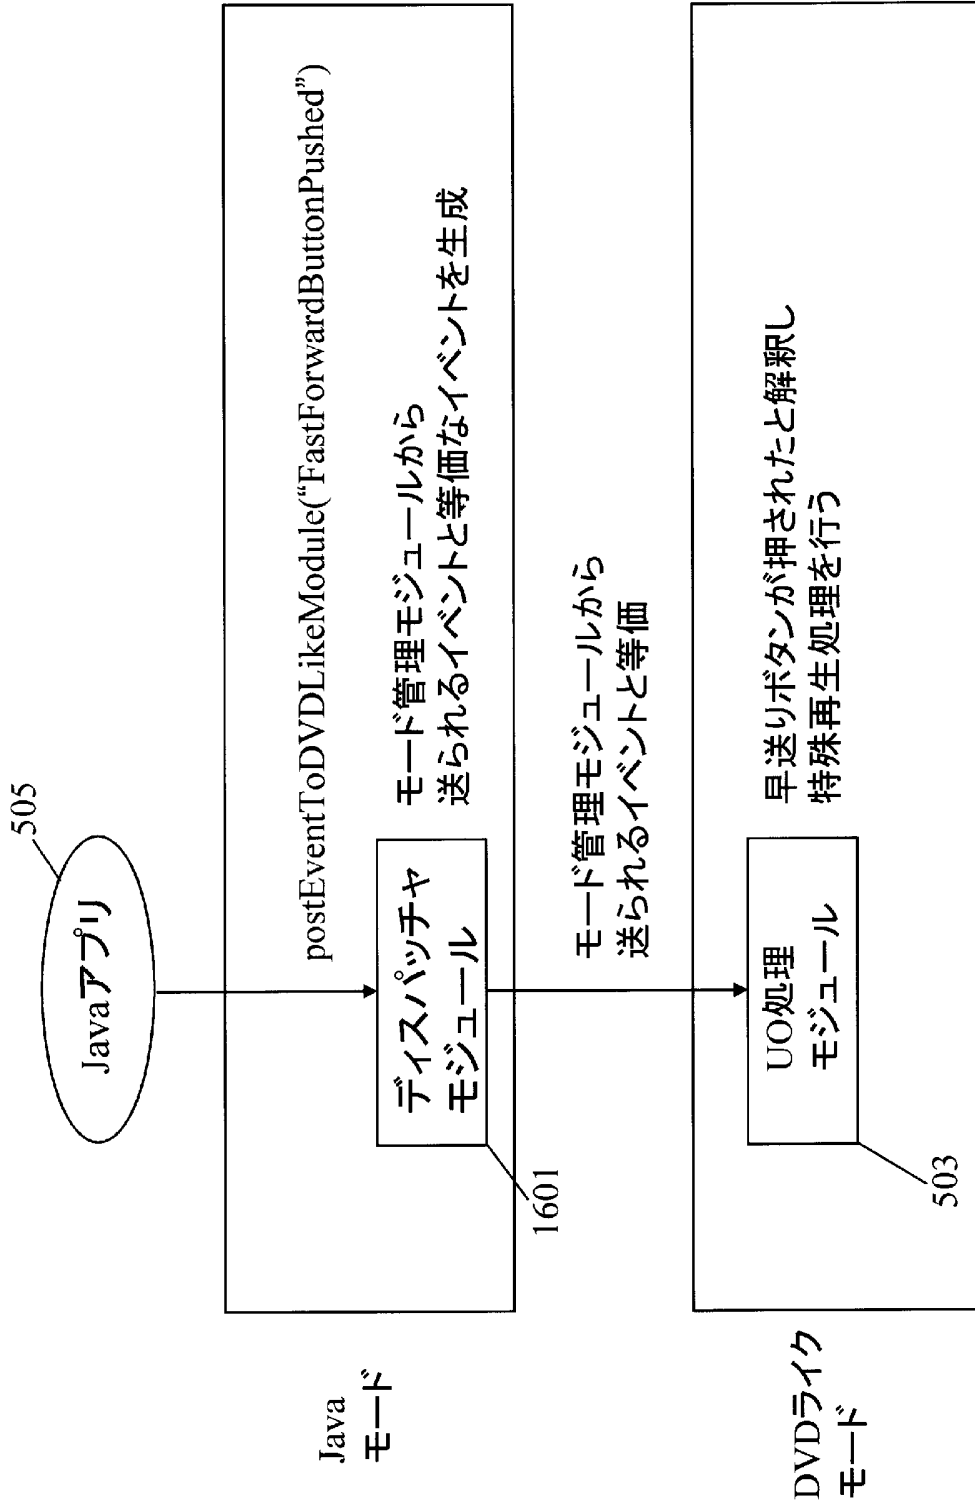 505
Javaアプリ
Java
モード
postEventToDVDLikeModule(“FastForwardButtonPushed”)
ディスパッチャ
モジュール
モード管理モジュールから
送られるイベントと等価なイベントを生成
1601
モード管理モジュールから
送られるイベントと等価
DVDライク
モード
UO処理
モジュール
早送りボタンが押されたと解釈し
特殊再生処理を行う
503